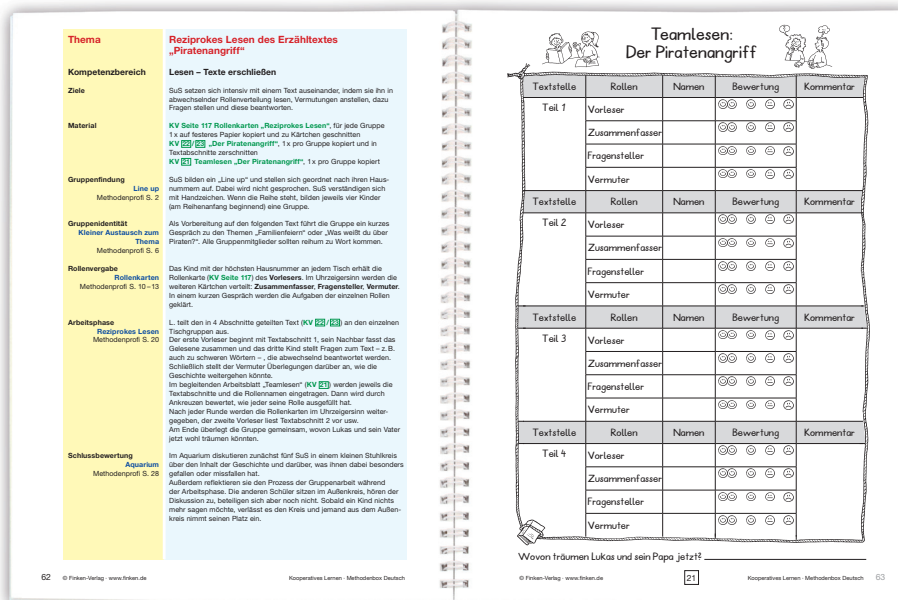 Thema
Reziprokes Lesen des Erzähltextes
„Piratenangriff“
Kompetenzbereich
Lesen – Texte erschließen
Ziele
SuS setzen sich intensiv mit einem Text auseinander, indem sie ihn in
abwechselnder Rollenverteilung lesen, Vermutungen anstellen, dazu
Fragen stellen und diese beantworten.
Material
KV Seite 117 Rollenkarten „Reziprokes Lesen“, für jede Gruppe
1 x auf festeres Papier kopiert und zu Kärtchen geschnitten
KV 22/23 „Der Piratenangriff“, 1 x pro Gruppe kopiert und in
Textabschnitte zerschnitten
KV 21 Teamlesen „Der Piratenangriff“, 1 x pro Gruppe kopiert
Gruppenfindung
Line up
Methodenprofi S. 2
SuS bilden ein „Line up“ und stellen sich geordnet nach ihren Haus-
nummern auf. Dabei wird nicht gesprochen. SuS verständigen sich
mit Handzeichen. Wenn die Reihe steht, bilden jeweils vier Kinder
(am Reihenanfang beginnend) eine Gruppe.
Gruppenidentität
Kleiner Austausch zum
Thema
Methodenprofi S. 6
Als Vorbereitung auf den folgenden Text führt die Gruppe ein kurzes
Gespräch zu den Themen „Familienfeiern“ oder „Was weißt du über
Piraten?“. Alle Gruppenmitglieder sollten reihum zu Wort kommen.
Rollenvergabe
Rollenkarten
Methodenprofi S. 10–13
Das Kind mit der höchsten Hausnummer an jedem Tisch erhält die
Rollenkarte (KV Seite 117) des Vorlesers. Im Uhrzeigersinn werden die
weiteren Kärtchen verteilt: Zusammenfasser, Fragensteller, Vermuter.
In einem kurzen Gespräch werden die Aufgaben der einzelnen Rollen
geklärt.
Arbeitsphase
Reziprokes Lesen
Methodenprofi S. 20
L. teilt den in 4 Abschnitte geteilten Text (KV 22/23) an den einzelnen
Tischgruppen aus.
Der erste Vorleser beginnt mit Textabschnitt 1, sein Nachbar fasst das
Gelesene zusammen und das dritte Kind stellt Fragen zum Text – z. B.
auch zu schweren Wörtern – , die abwechselnd beantwortet werden.
Schließlich stellt der Vermuter Überlegungen darüber an, wie die
Geschichte weitergehen könnte.
Im begleitenden Arbeitsblatt „Teamlesen“ (KV 21) werden jeweils die
Textabschnitte und die Rollennamen eingetragen. Dann wird durch
Ankreuzen bewertet, wie jeder seine Rolle ausgefüllt hat.
Nach jeder Runde werden die Rollenkarten im Uhrzeigersinn weiter-
gegeben, der zweite Vorleser liest Textabschnitt 2 vor usw.
Am Ende überlegt die Gruppe gemeinsam, wovon Lukas und sein Vater
jetzt wohl träumen könnten.
Schlussbewertung
Aquarium
Methodenprofi S. 28
Im Aquarium diskutieren zunächst fünf SuS in einem kleinen Stuhlkreis
über den Inhalt der Geschichte und darüber, was ihnen dabei besonders
gefallen oder missfallen hat.
Außerdem reflektieren sie den Prozess der Gruppenarbeit während
der Arbeitsphase. Die anderen Schüler sitzen im Außenkreis, hören der
Diskussion zu, beteiligen sich aber noch nicht. Sobald ein Kind nichts
mehr sagen möchte, verlässt es den Kreis und jemand aus dem Außen-
kreis nimmt seinen Platz ein.
62 © Finken-Verlag · www.finken.de Kooperatives Lernen · Methodenbox Deutsch
Teamlesen:
Der Piratenangriff
Textstelle Rollen Namen Bewertung Kommentar
Teil 1 Vorleser
Zusammenfasser
Fragensteller
Vermuter
Textstelle Rollen Namen Bewertung Kommentar
Teil 2 Vorleser
Zusammenfasser
Fragensteller
Vermuter
Textstelle Rollen Namen Bewertung Kommentar
Teil 3 Vorleser
Zusammenfasser
Fragensteller
Vermuter
Textstelle Rollen Namen Bewertung Kommentar
Teil 4 Vorleser
Zusammenfasser
Fragensteller
Vermuter
Wovon träumen Lukas und sein Papa jetzt?
© Finken-Verlag · www.finken.de 21 Kooperatives Lernen · Methodenbox Deutsch 63